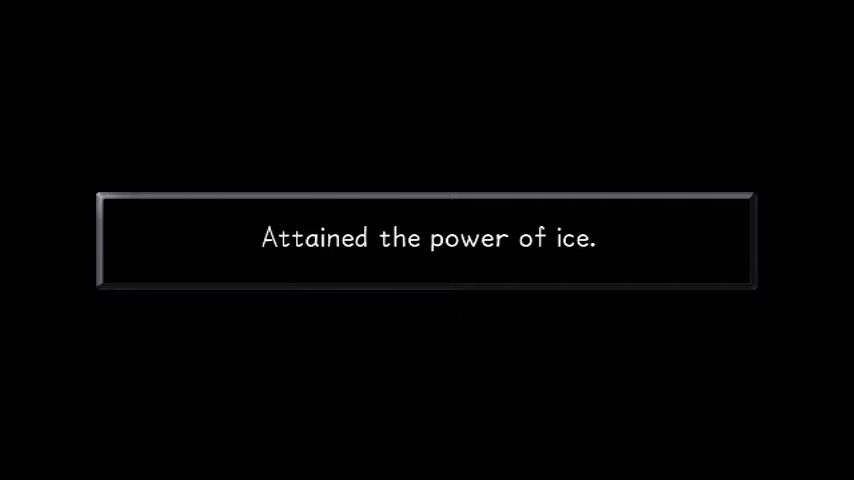 Attained the power of ice.